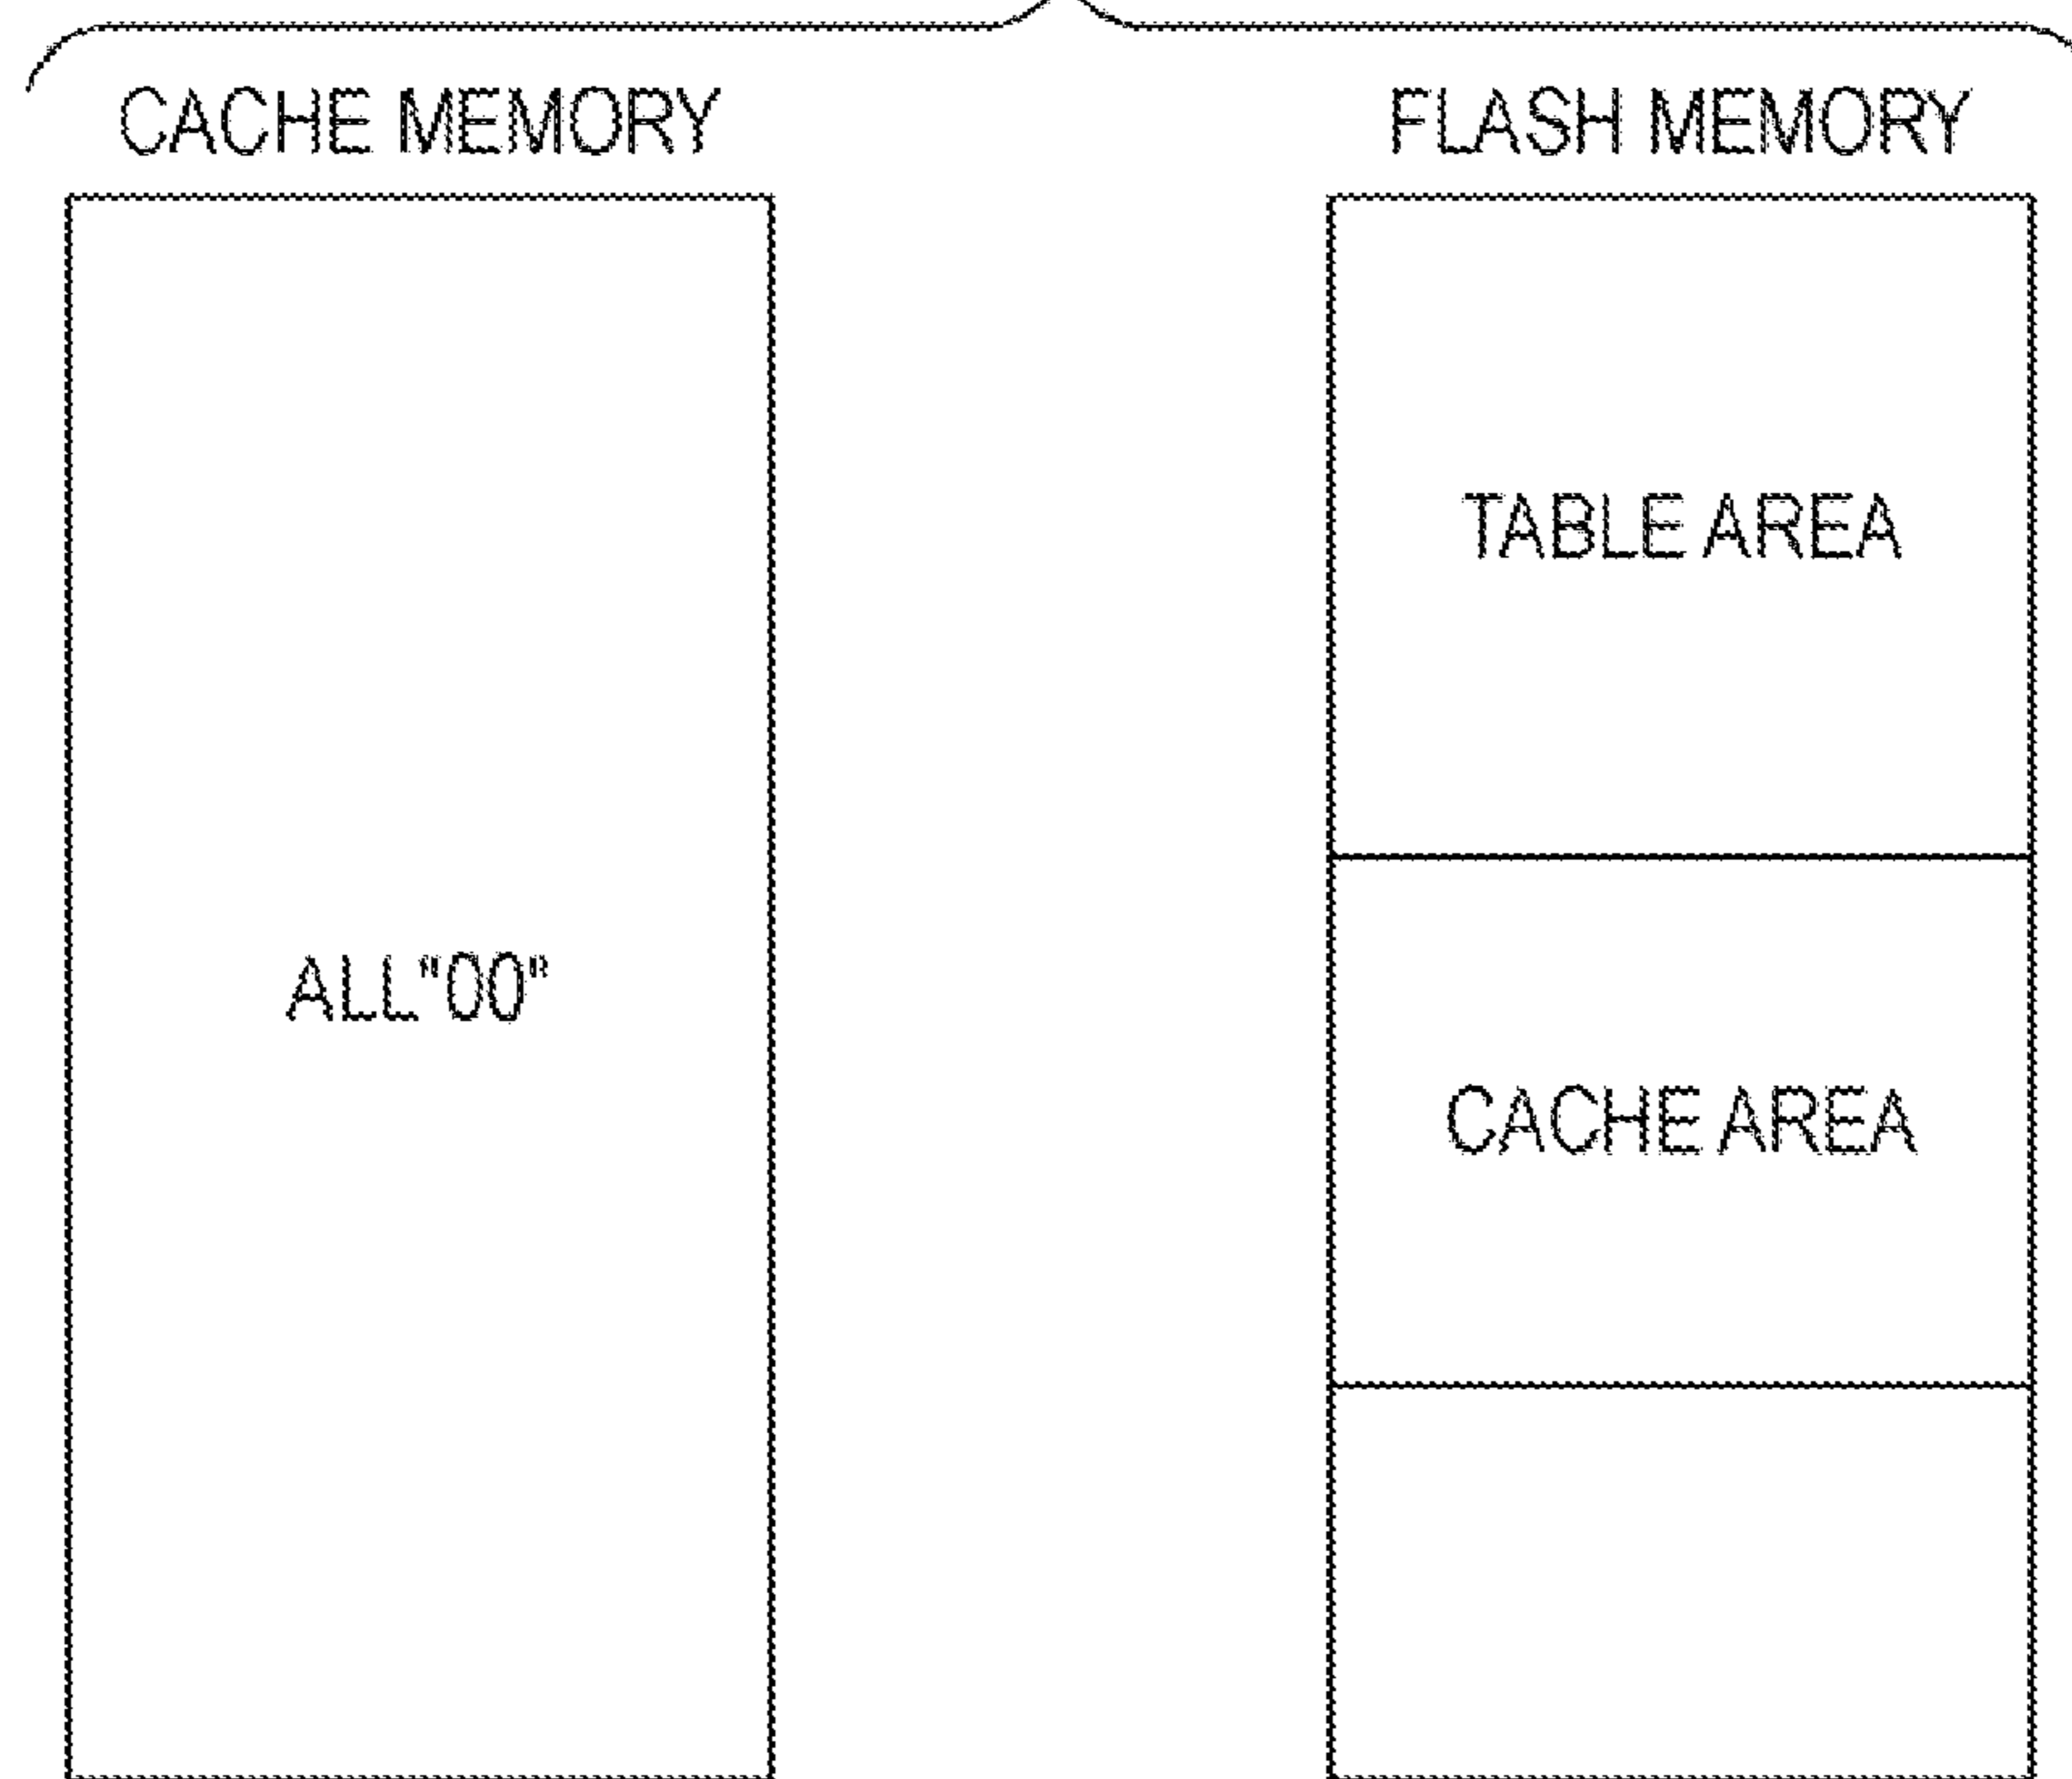 CACHE MEMORY
FLASH MEMORY
ALL"00"
TABLE AREA
CACHE AREA